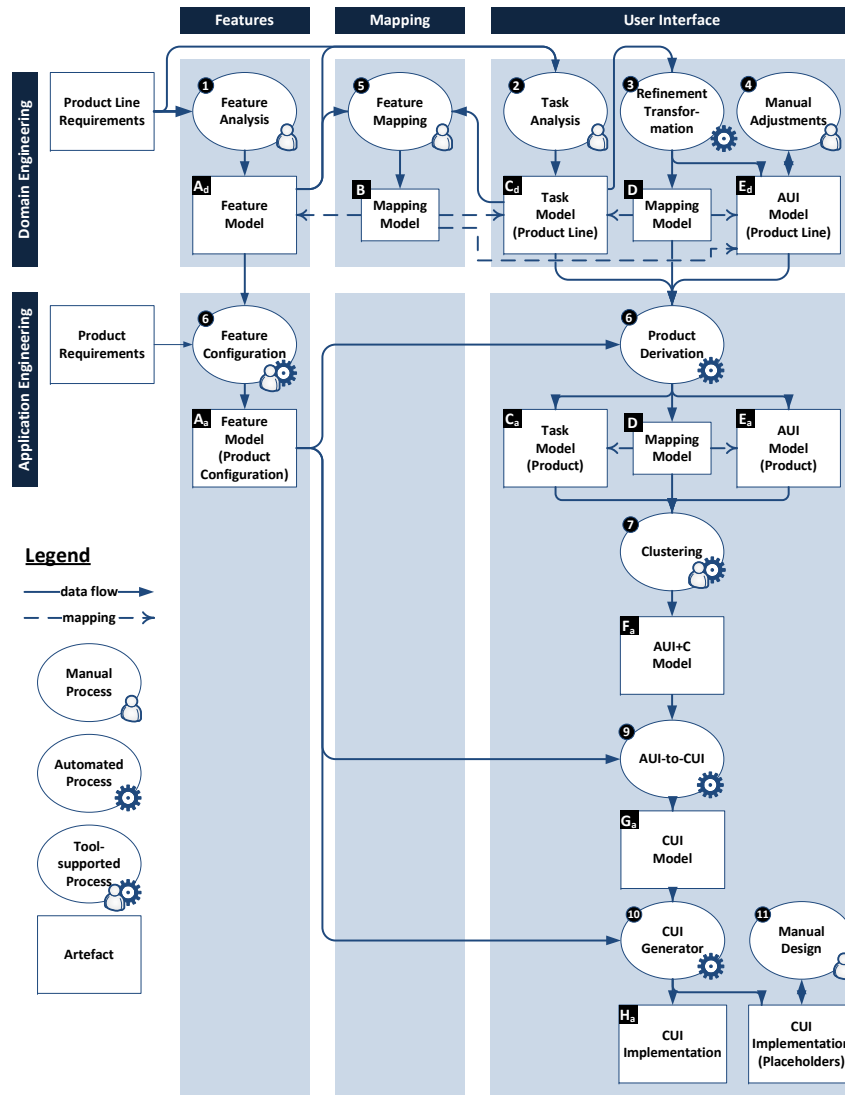 Features
Mapping
User Interface
Domain Engineering
Product Line
Requirements
1
Feature
Analysis
5
Feature
Mapping
2
Task
Analysis
3
Refinement
Transfor-
mation
4
Manual
Adjustments
Ad
Feature
Model
B
Mapping
Model
Cd
Task
Model
(Product Line)
D
Mapping
Model
Ed
AUI
Model
(Product Line)
Application Engineering
Product
Requirements
6
Feature
Configuration
6
Product
Derivation
Aa
Feature
Model
(Product
Configuration)
Ca
Task
Model
(Product)
D
Mapping
Model
Ea
AUI
Model
(Product)
7
Clustering
Fa
AUI+C
Model
9
AUI-to-CUI
Ga
CUI
Model
10
CUI
Generator
11
Manual
Design
Ha
CUI
Implementation
CUI
Implementation
(Placeholders)
Legend
data flow
mapping
Manual
Process
Automated
Process
Tool-
supported
Process
Artefact